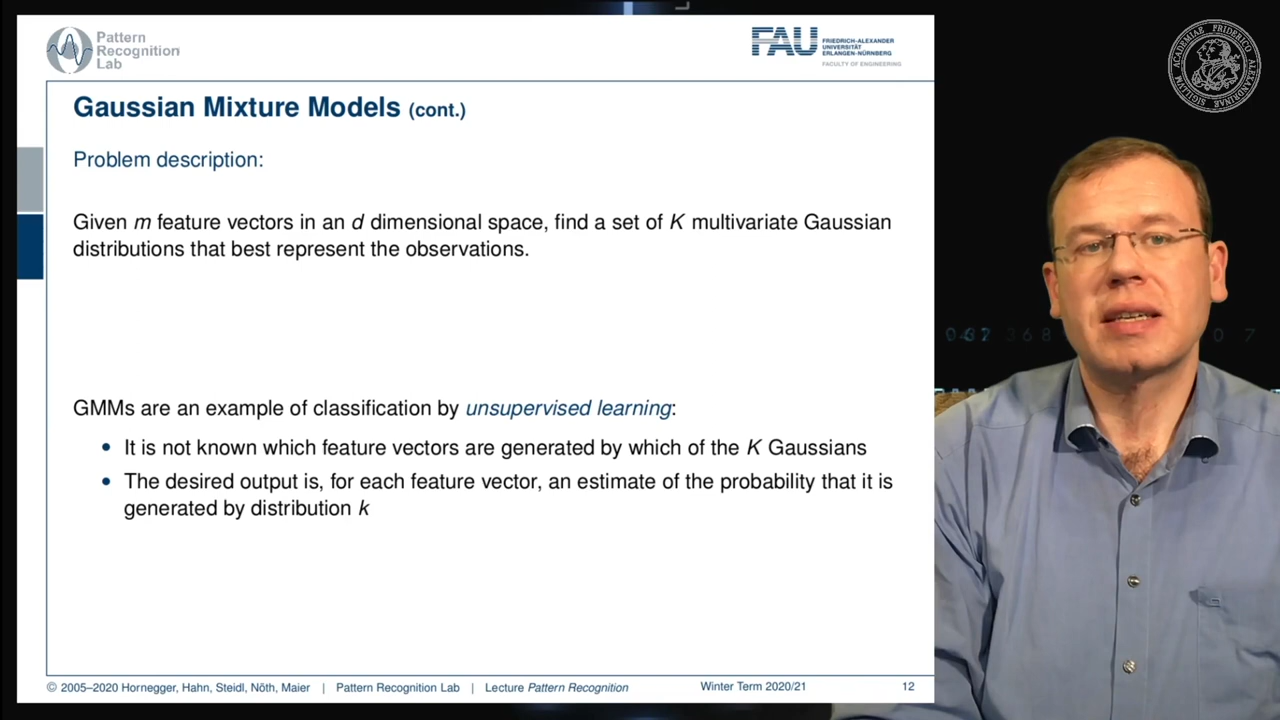 Pattern
Recognition
Lab
FAU
FRIEDRICH-ALEXANDER
UNIVERSITÄT
ERLANGEN-NÜRNBERG
FACULTY OF ENGINEERING
Gaussian Mixture Models (cont.)
Problem description:
Given m feature vectors in an d dimensional space, find a set of K multivariate Gaussian
distributions that best represent the observations.
GMMs are an example of classification by unsupervised learning:
• It is not known which feature vectors are generated by which of the K Gaussians
• The desired output is, for each feature vector, an estimate of the probability that it is
generated by distribution k
© 2005–2020 Hornegger, Hahn, Steidl, Nöth, Maier | Pattern Recognition Lab | Lecture Pattern Recognition Winter Term 2020/21 12